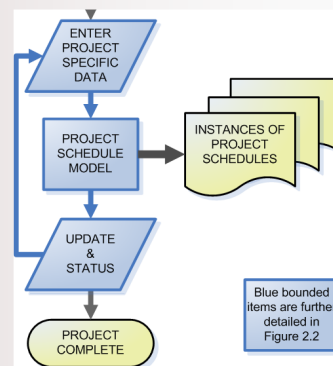 ENTER
PROJECT
SPECIFIC
DATA
PROJECT
SCHEDULE
MODEL
INSTANCES OF
PROJECT
SCHEDULES
UPDATE
&
STATUS
Blue bounded
items are further
detailed in
Figure 2.2
PROJECT
COMPLETE